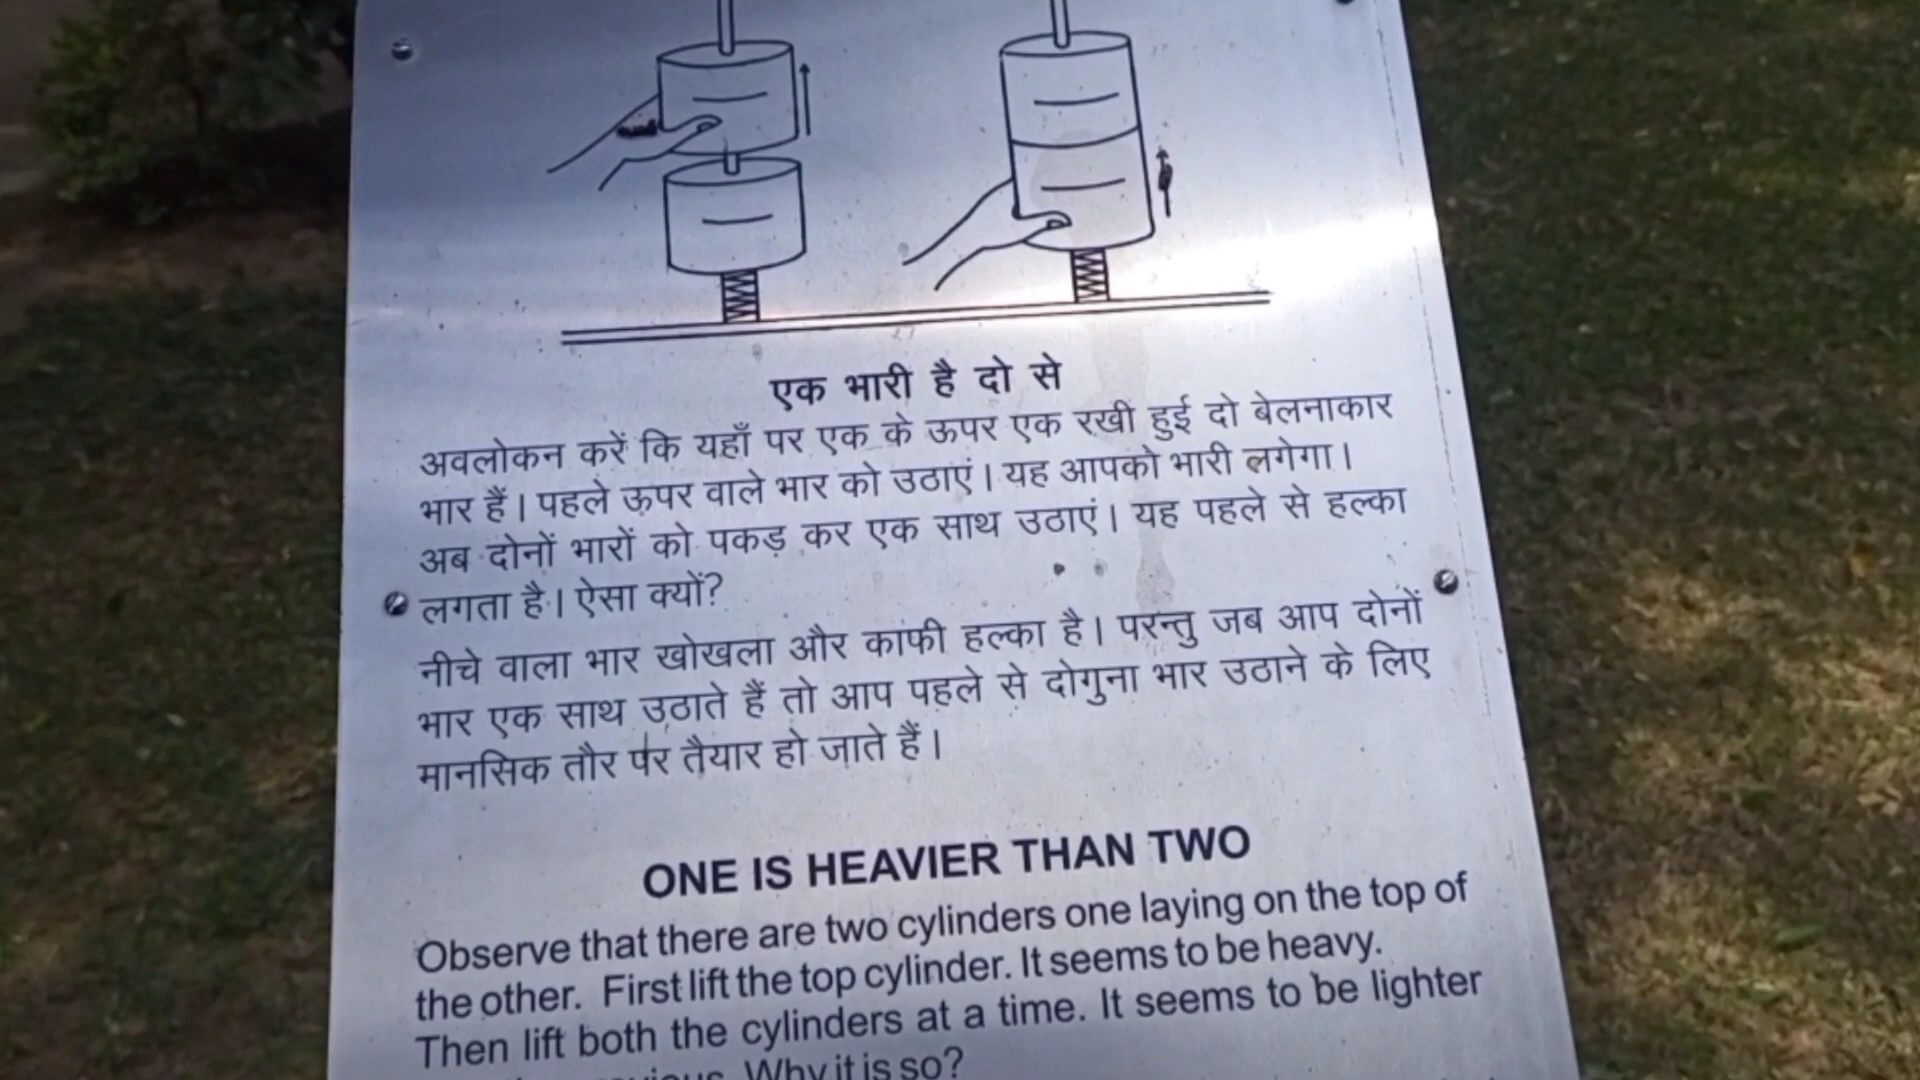 एक भारी है दो से
अवलोकन करें कि यहाँ पर एक के ऊपर एक रखी हुई दो बेलनाकार
भार हैं। पहले ऊपर वाले भार को उठाएं। यह आपको भारी लगेगा।
अब दोनों भारों को पकड़ कर एक साथ उठाएं। यह पहले से हल्का
लगता है। ऐसा क्यों?
नीचे वाला भार खोखला और काफी हल्का है। परन्तु जब आप दोनों
भार एक साथ उठाते हैं तो आप पहले से दोगुना भार उठाने के लिए
मानसिक तौर पर तैयार हो जाते हैं।
ONE IS HEAVIER THAN TWO
Observe that there are two cylinders one laying on the top of
the other. First lift the top cylinder. It seems to be heavy.
Then lift both the cylinders at a time. It seems to be lighter
Why it is so?